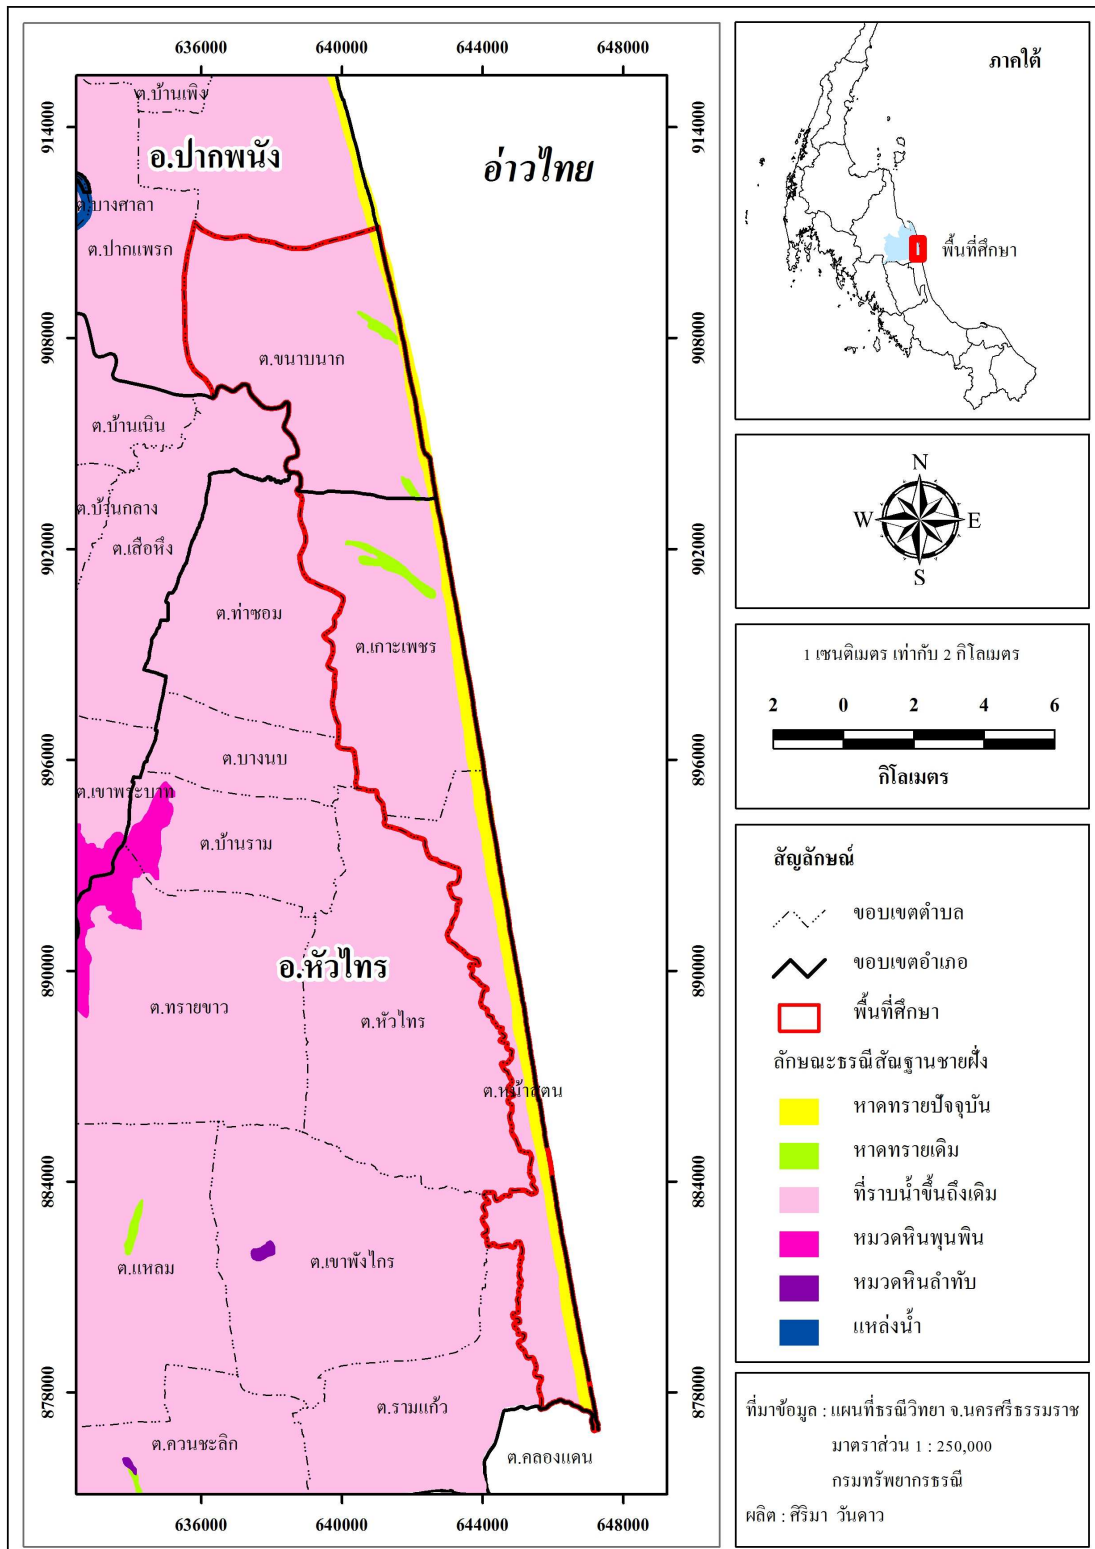 636000 640000 644000 648000
914000
908000
902000
896000
890000
884000
878000
914000
908000
902000
896000
890000
884000
878000
ต.บ้านเพิง
อ.ปากพนัง
อ่าวไทย
ต.บางศาลา
ต.ปากแพรก
ต.ขนาบนาก
ต.บ้านเนิน
ต.บ้านกลาง
ต.เสือหึง
ต.ท่าซอม
ต.เกาะเพชร
ต.บางนบ
ต.เขาพระบาท
ต.บ้านราม
อ.หัวไทร
ต.ทรายขาว
ต.หัวไทร
ต.หน้าสตน
ต.แหลม
ต.เขาพังไกร
ต.รามแก้ว
ต.ควนชะลิก
ต.คลองแดน
636000 640000 644000 648000
ภาคใต้
พื้นที่ศึกษา
N
W E
S
1 เซนติเมตร เท่ากับ 2 กิโลเมตร
2 0 2 4 6
กิโลเมตร
สัญลักษณ์
ขอบเขตตำบล
ขอบเขตอำเภอ
พื้นที่ศึกษา
ลักษณะธรณีสัณฐานชายฝั่ง
หาดทรายปัจจุบัน
หาดทรายเดิม
ที่ราบน้ำขึ้นถึงเดิม
หมวดหินพุนพิน
หมวดหินลำทับ
แหล่งน้ำ
ที่มาข้อมูล : แผนที่ธรณีวิทยา จ.นครศรีธรรมราช
มาตราส่วน 1 : 250,000
กรมทรัพยากรธรณี
ผลิต : ศิริมา วันดาว